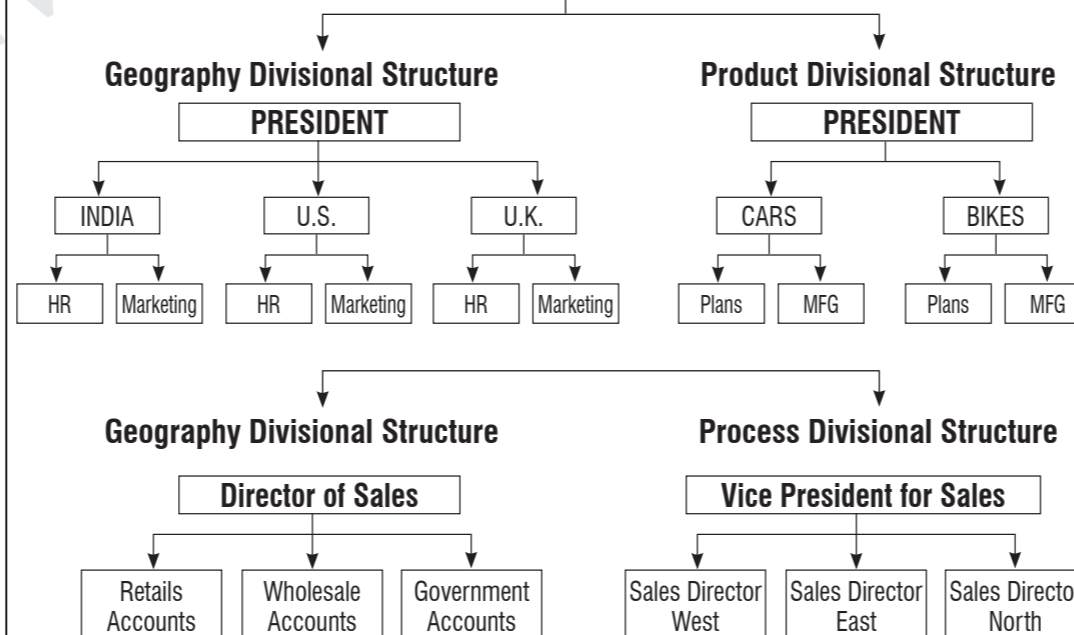 Geography Divisional Structure
PRESIDENT
INDIA
U.S.
U.K.
HR
Marketing
HR
Marketing
HR
Marketing
Product Divisional Structure
PRESIDENT
CARS
BIKES
Plans
MFG
Plans
MFG
Geography Divisional Structure
Director of Sales
Retails
Accounts
Wholesale
Accounts
Government
Accounts
Process Divisional Structure
Vice President for Sales
Sales Director
West
Sales Director
East
Sales Directo
North